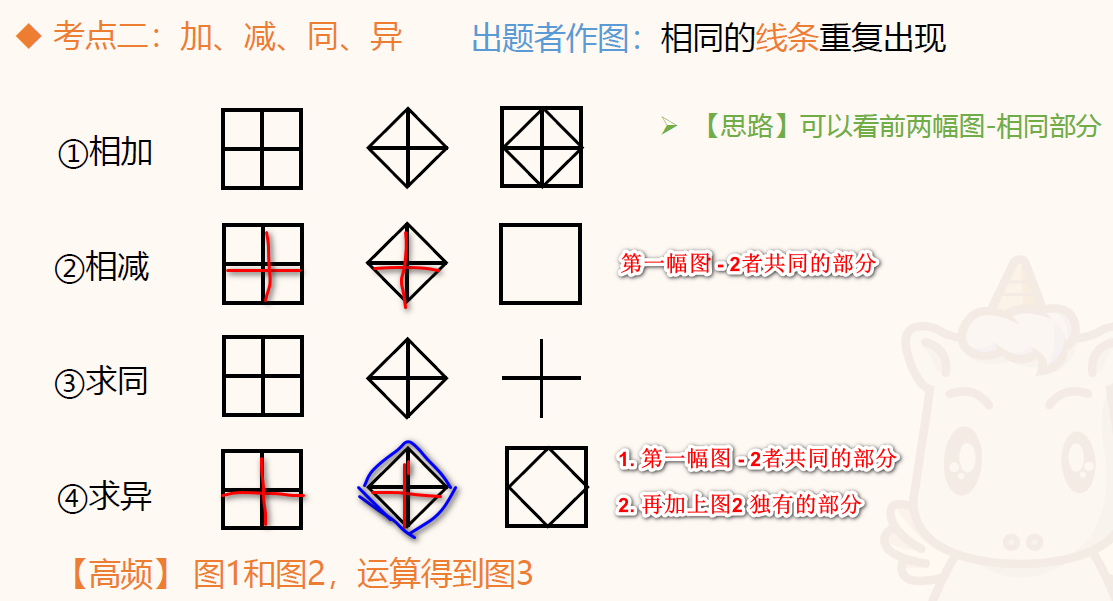 ◆ 考点二：加、减、同、异 出题者作图：相同的线条重复出现
➢ 【思路】可以看前两幅图-相同部分
①相加
②相减 第一幅图 - 2者共同的部分
③求同
④求异 1. 第一幅图 - 2者共同的部分
2. 再加上图2 独有的部分
【高频】 图1和图2，运算得到图3